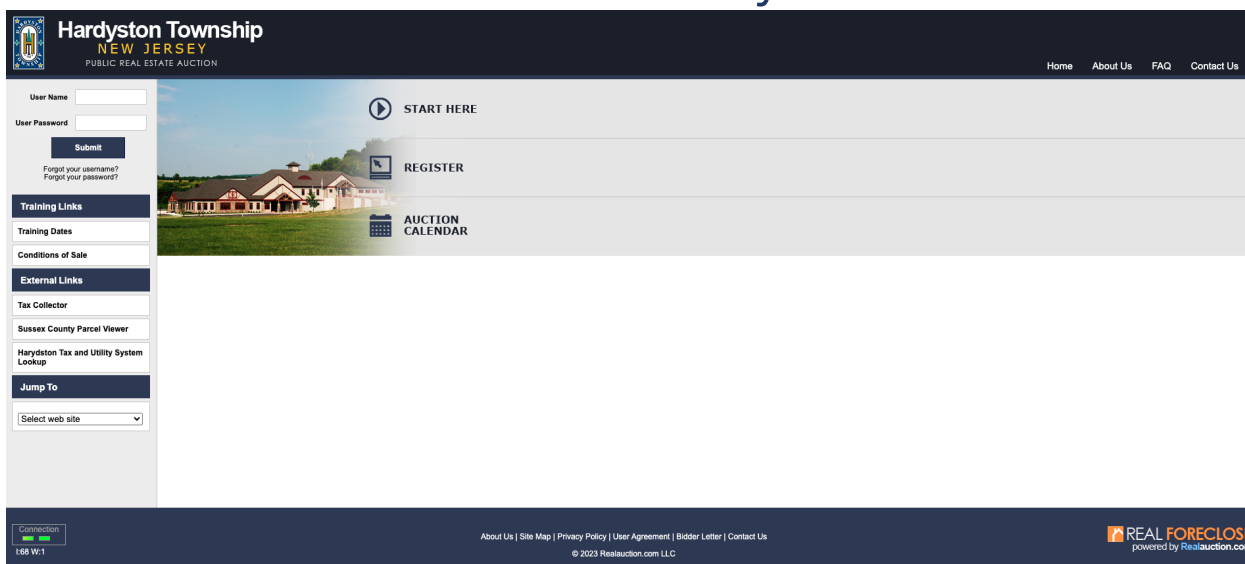 Hardyston Township
NEW JERSEY
PUBLIC REAL ESTATE AUCTION
Home About Us FAQ Contact Us
User Name
User Password
Submit
Forgot your username?
Forgot your password?
Training Links
Training Dates
Conditions of Sale
External Links
Tax Collector
Sussex County Parcel Viewer
Harydston Tax and Utility System
Lookup
Jump To
Select web site
START HERE
REGISTER
AUCTION
CALENDAR
Connection
I:68 W:1
About Us | Site Map | Privacy Policy | User Agreement | Bidder Letter | Contact Us
© 2023 Realauction.com LLC
REAL FORECLOS
powered by Realauction.co